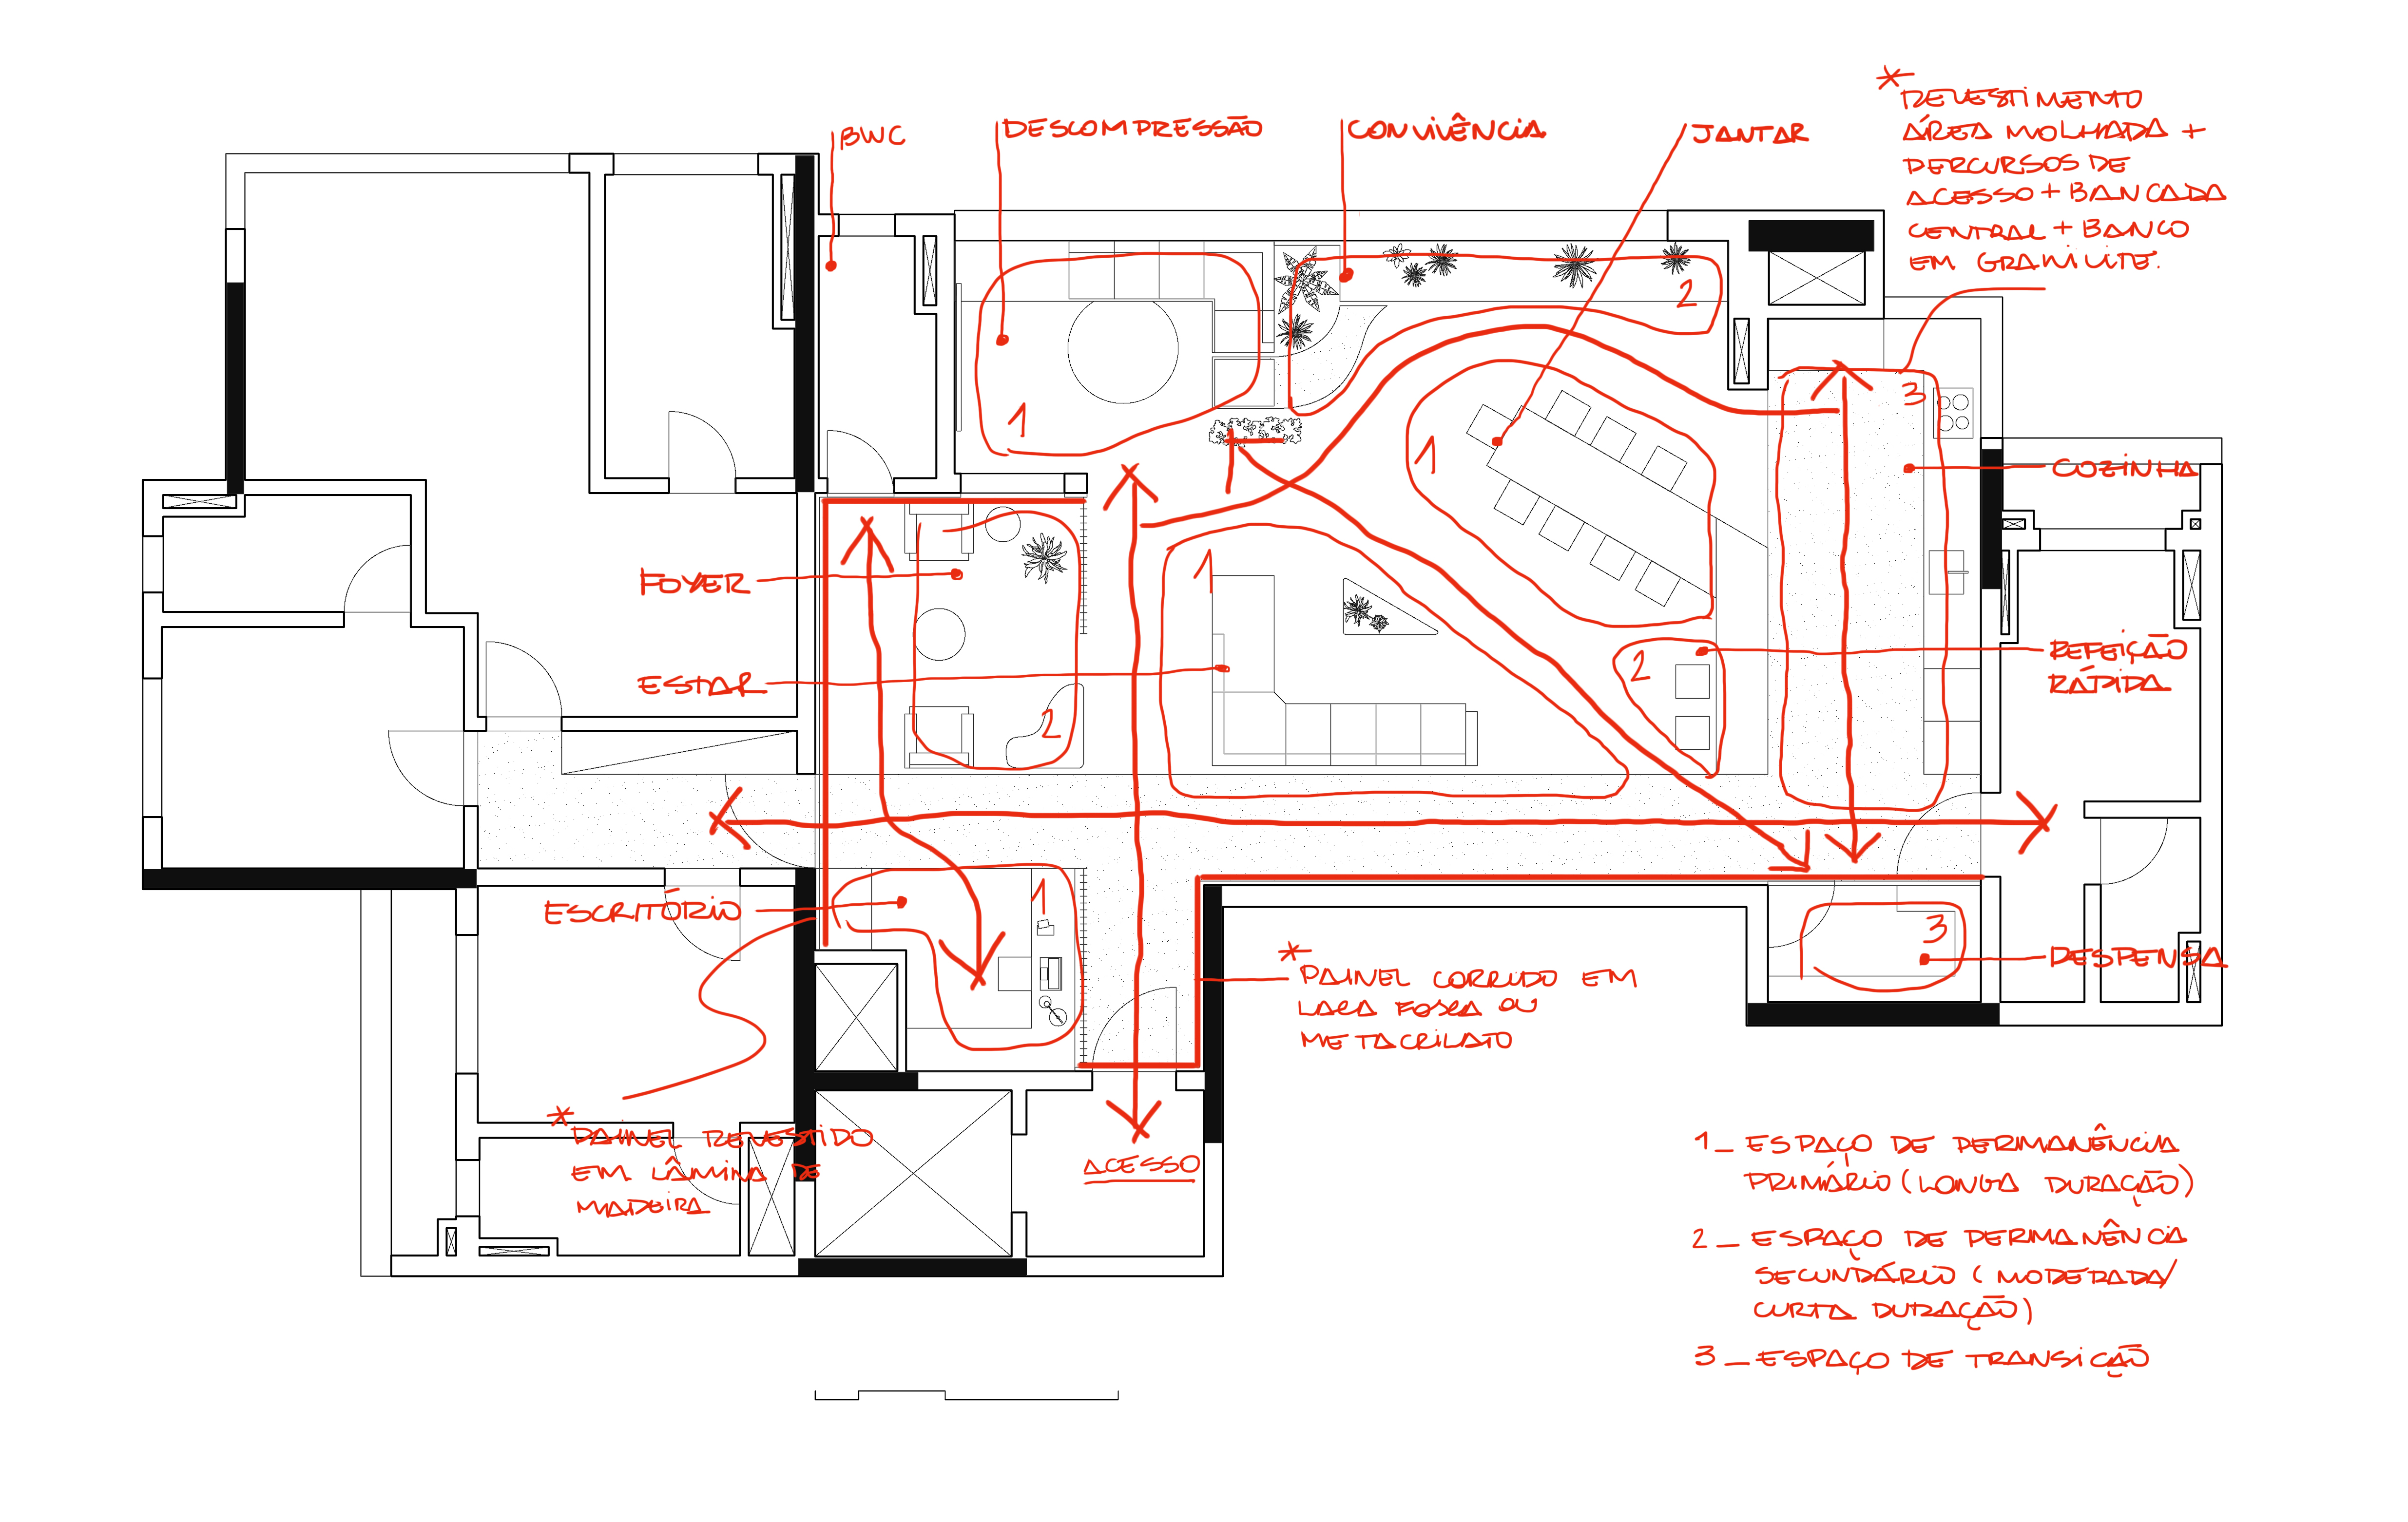 BWC
DESCOMPRESSÃO
CONVIVÊNCIA
JANTAR
*
REVESTIMENTO
ÁREA MOLHADA +
PERCURSOS DE
ACESSO + BANCADA
CENTRAL + BANCO
EM GRANILITE.
2
3
1
1
COZINHA
1
FOYER
2
REFEIÇÃO
RÁPIDA
ESTAR
2
ESCRITÓRIO
1
3
DESPENSA
*
PAINEL CORRIDO EM
LACA FOSCA OU
METACRILATO
*
PAINEL REVESTIDO
EM LÂMINA DE
MADEIRA
ACESSO
1_ ESPAÇO DE PERMANÊNCIA
PRIMÁRIO (LONGA DURAÇÃO)
2_ ESPAÇO DE PERMANÊNCIA
SECUNDÁRIO (MODERADA/
CURTA DURAÇÃO)
3_ ESPAÇO DE TRANSIÇÃO